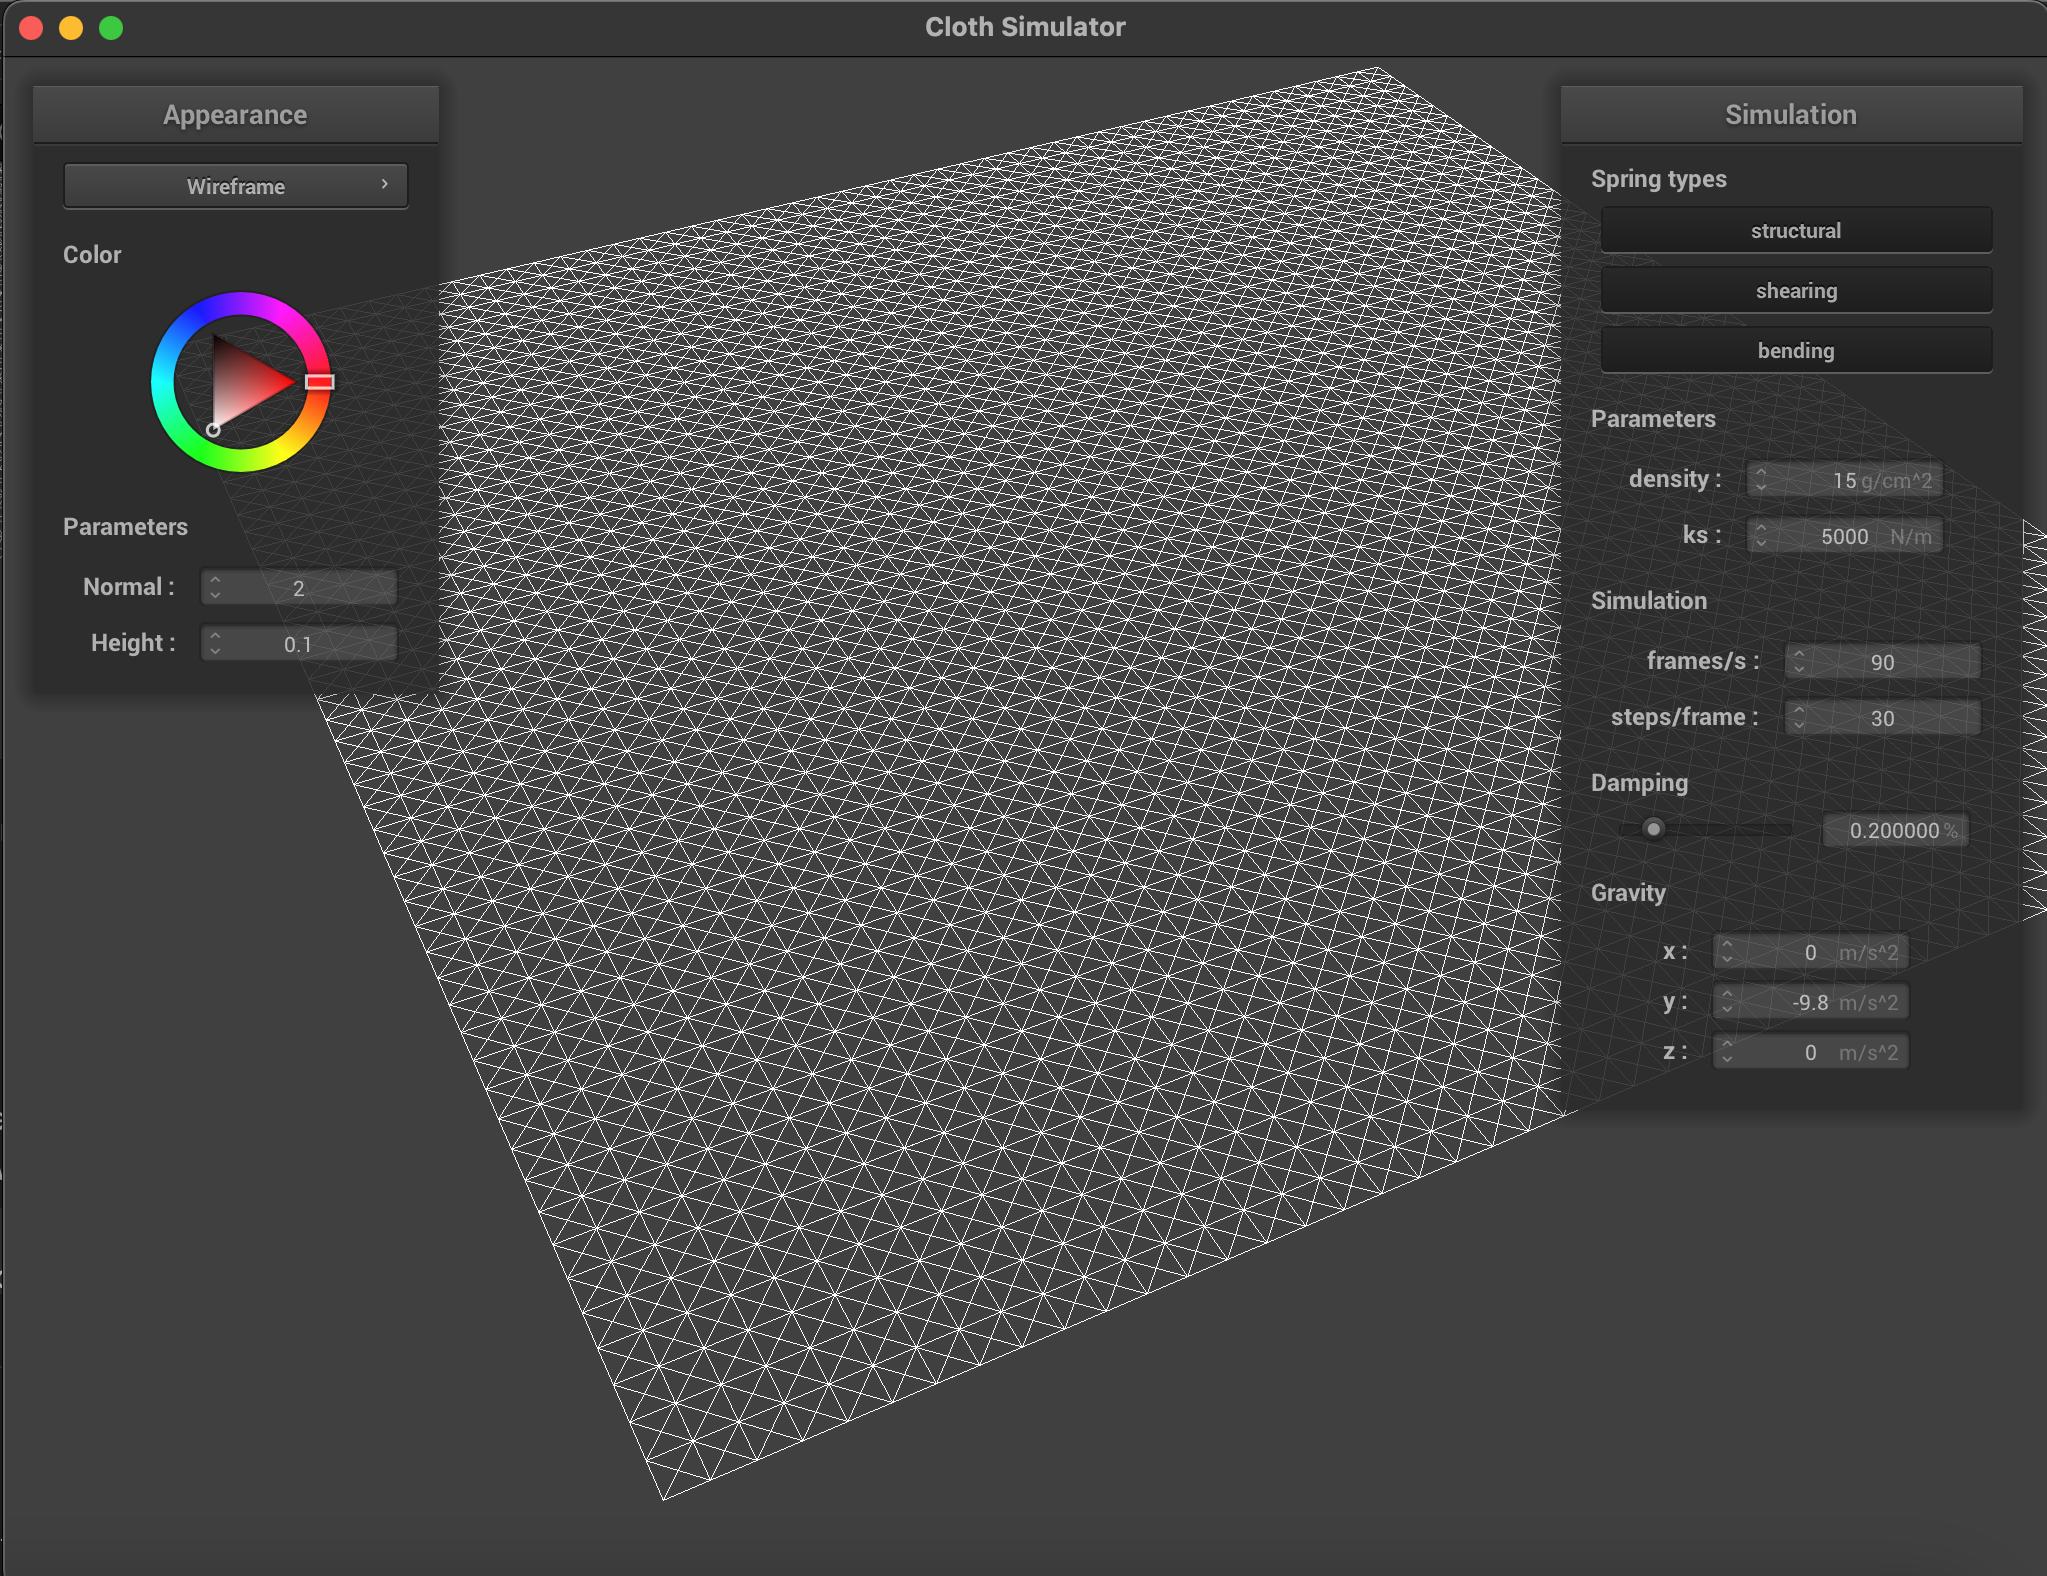 Cloth Simulator
Appearance
Wireframe
Color
Parameters
Normal : 2
Height : 0.1
Simulation
Spring types
structural
shearing
bending
Parameters
density : 15 g/cm^2
ks : 5000 N/m
Simulation
frames/s : 90
steps/frame : 30
Damping
0.200000 %
Gravity
x : 0 m/s^2
y : -9.8 m/s^2
z : 0 m/s^2